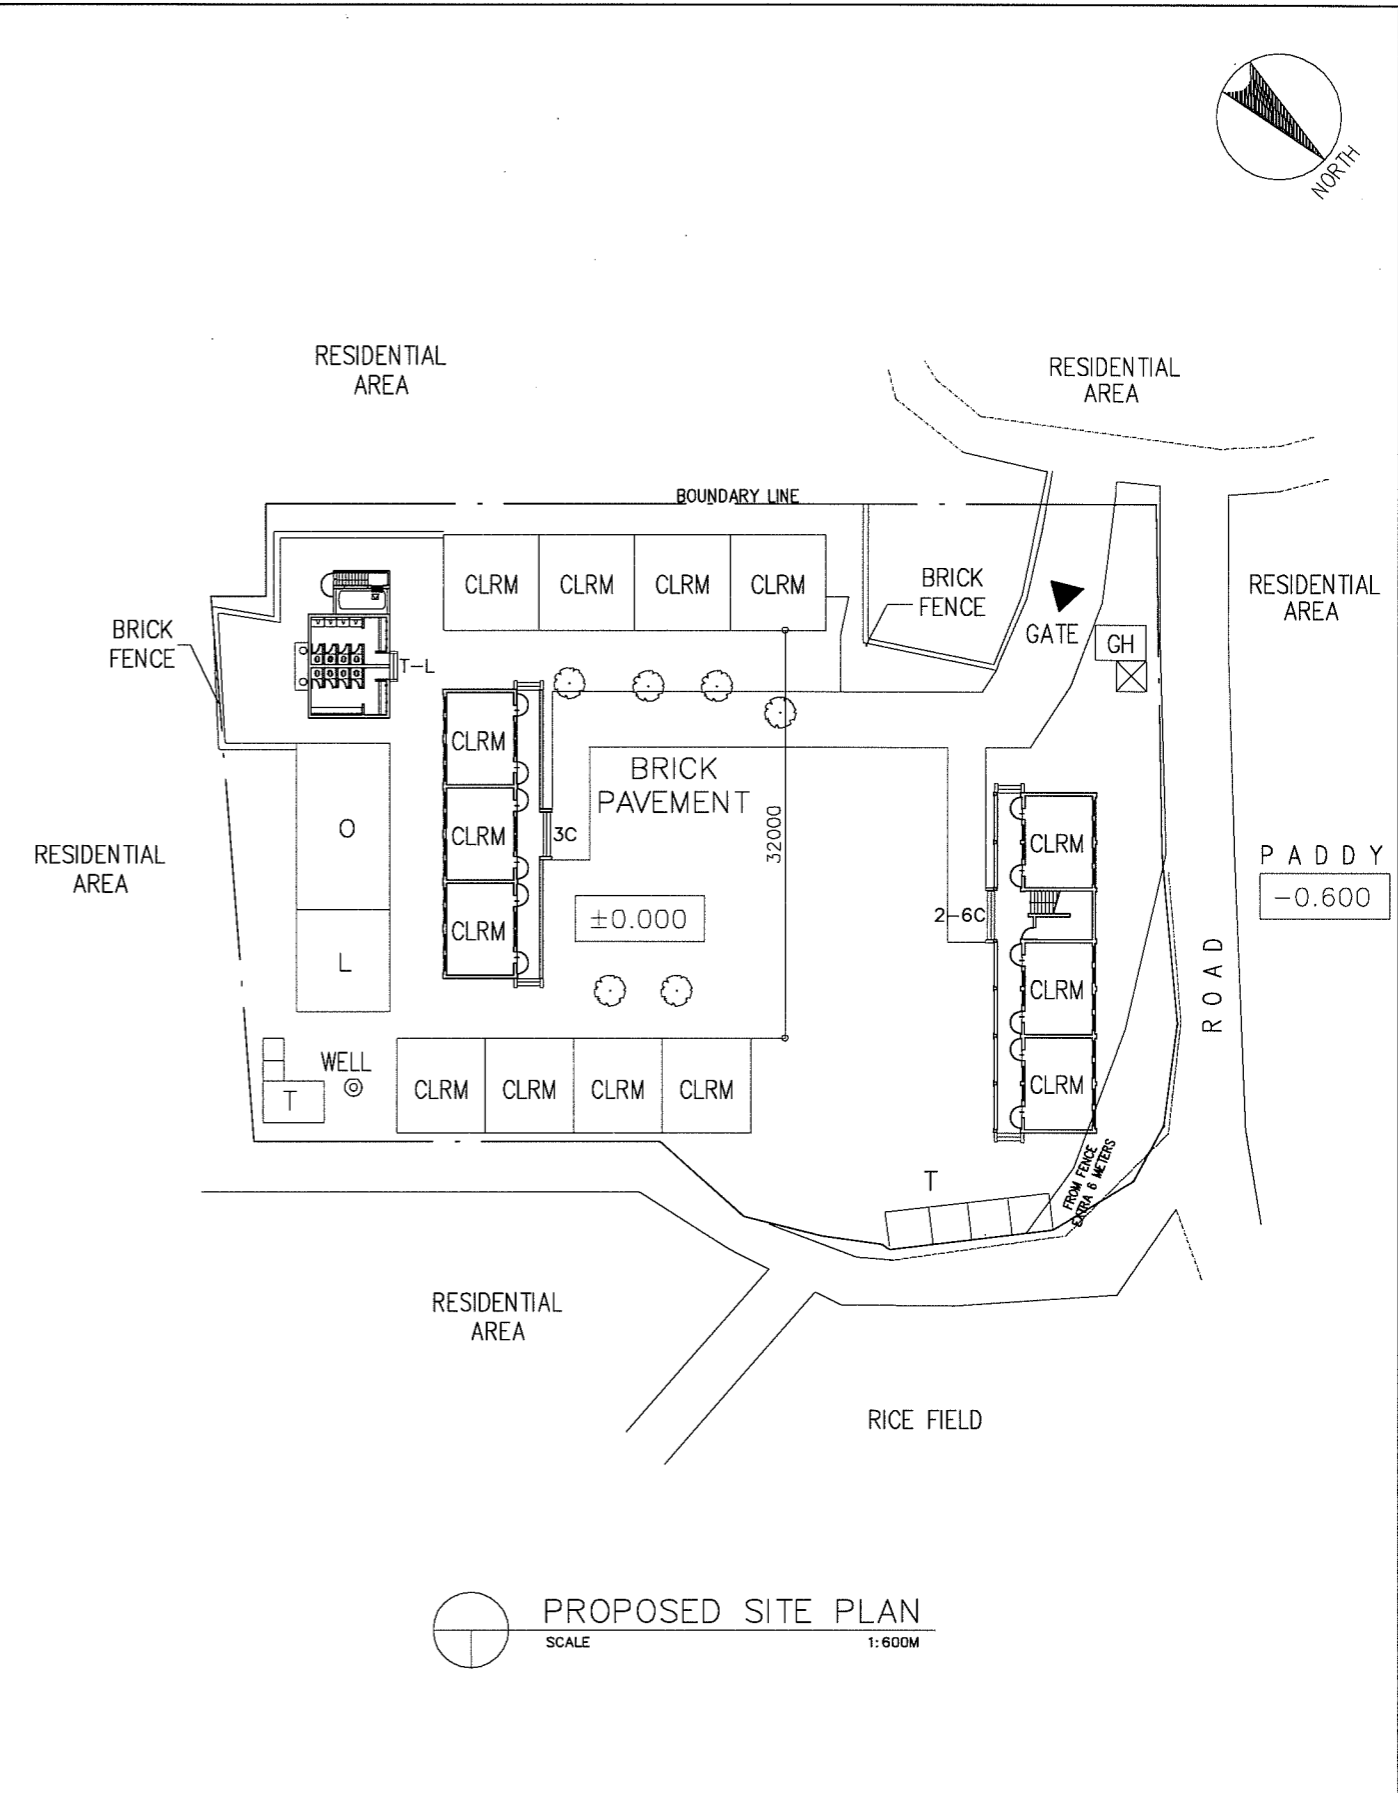 NORTH
RESIDENTIAL
AREA
RESIDENTIAL
AREA
BOUNDARY LINE
CLRM
CLRM
CLRM
CLRM
BRICK
FENCE
RESIDENTIAL
AREA
BRICK
FENCE
GATE
GH
T-L
CLRM
BRICK
PAVEMENT
CLRM
3C
32000
O
CLRM
RESIDENTIAL
AREA
PADDY
-0.600
CLRM
±0.000
2-6C
L
CLRM
ROAD
WELL
T
CLRM
CLRM
CLRM
CLRM
CLRM
FROM FENCE
EXTRA 8 METERS
T
RESIDENTIAL
AREA
RICE FIELD
PROPOSED SITE PLAN
SCALE 1:600M